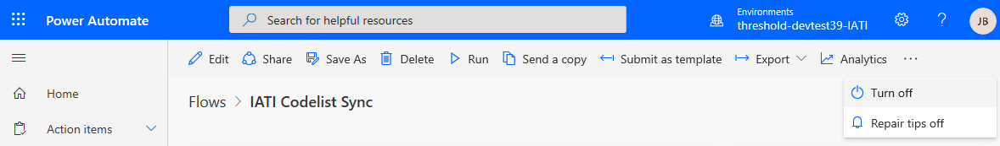 Power Automate
Search for helpful resources
Environments
threshold-devtest39-IATI
?
JB
Edit Share Save As Delete Run Send a copy Submit as template Export Analytics ...
Home
Action items
Flows > IATI Codelist Sync
Turn off
Repair tips off